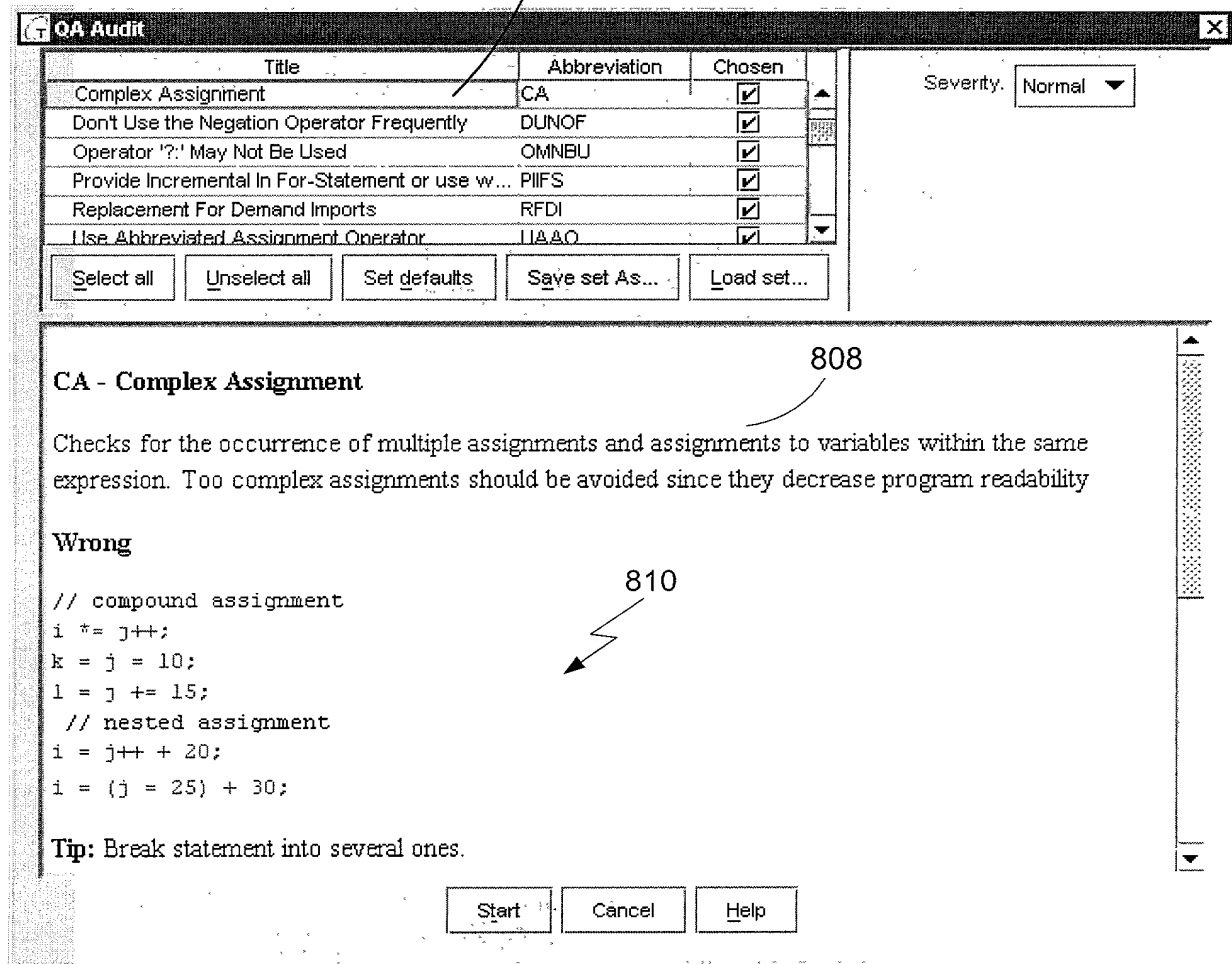 QA Audit
Title Abbreviation Chosen
Complex Assignment CA
Don't Use the Negation Operator Frequently DUNOF
Operator '?:' May Not Be Used OMNBU
Provide Incremental In For-Statement or use w... PIIFS
Replacement For Demand Imports RFDI
Use Abbreviated Assignment Operator UAAO
Severity. Normal
Select all Unselect all Set defaults Save set As... Load set...
808
CA - Complex Assignment
Checks for the occurrence of multiple assignments and assignments to variables within the same
expression. Too complex assignments should be avoided since they decrease program readability
Wrong
810
// compound assignment
i *= j++;
k = j = 10;
l = j += 15;
// nested assignment
i = j++ + 20;
i = (j = 25) + 30;
Tip: Break statement into several ones.
Start Cancel Help